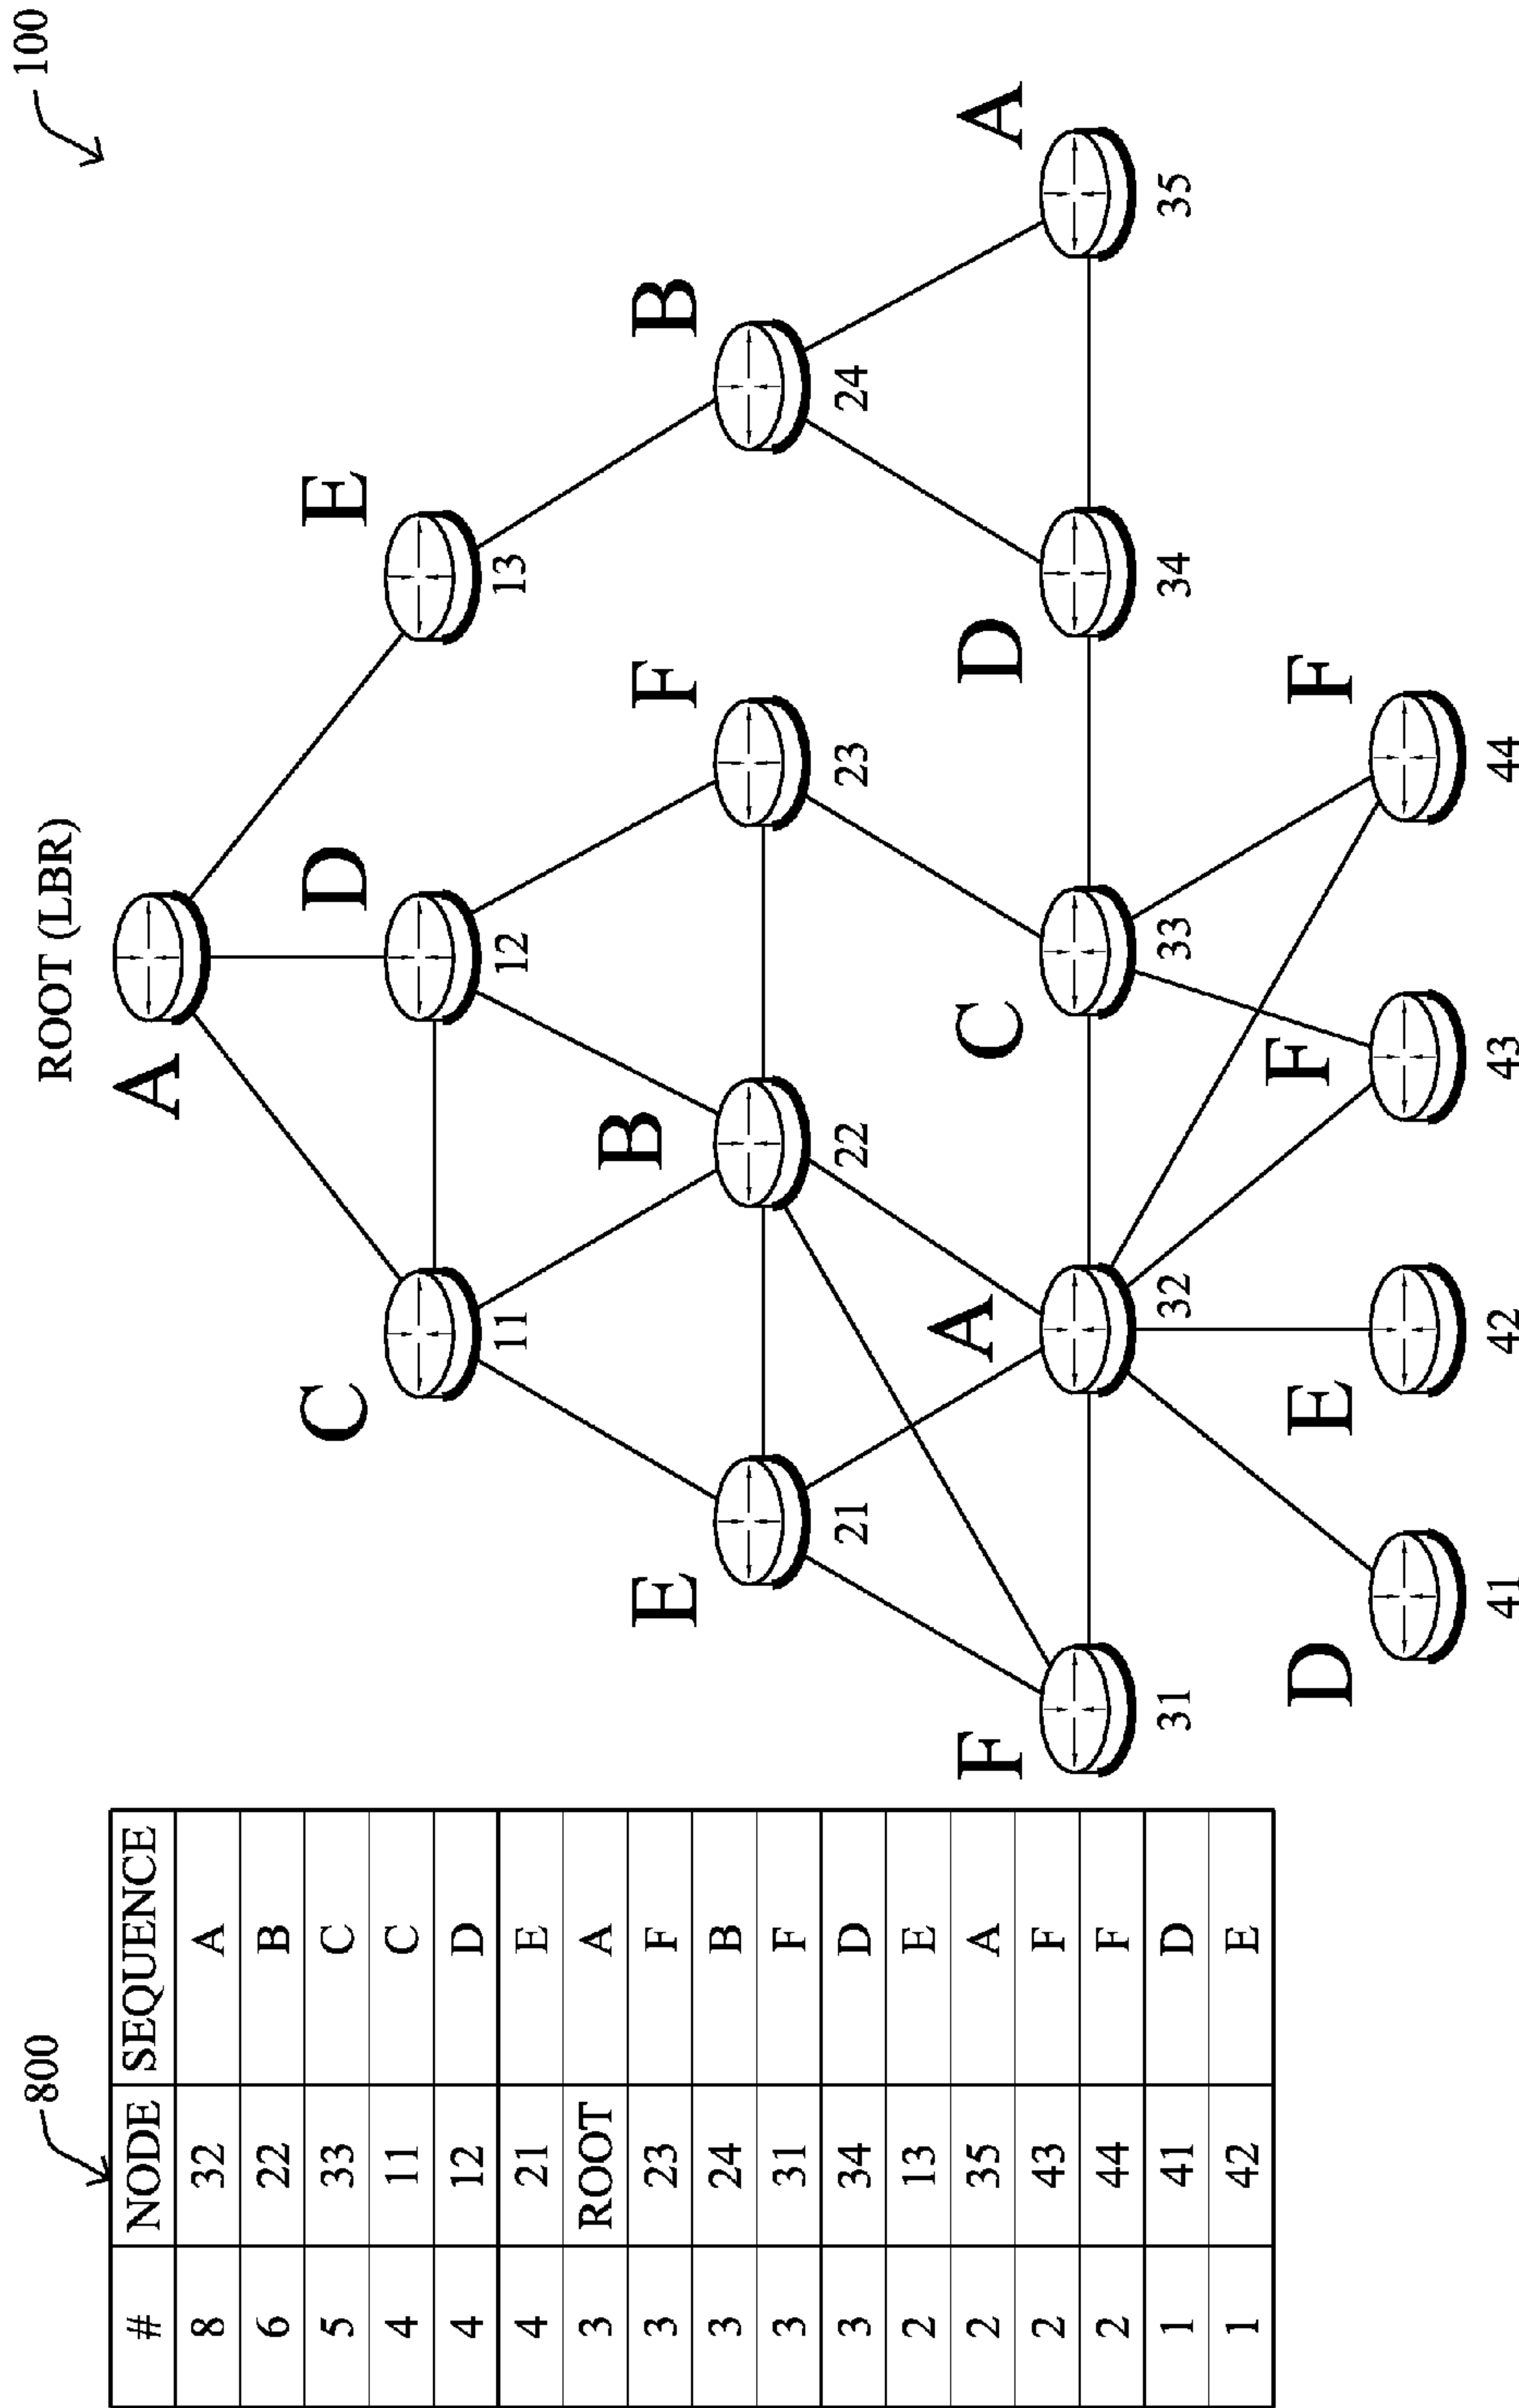 800
# NODE SEQUENCE
8 32 A
6 22 B
5 33 C
4 11 C
4 12 D
4 21 E
3 ROOT A
3 23 F
3 24 B
3 31 F
3 34 D
2 13 E
2 35 A
2 43 F
2 44 F
1 41 D
1 42 E
100
ROOT (LBR)
A
C
D
E
11
12
13
E
B
F
B
21
22
23
24
F
A
C
D
A
31
32
33
34
35
D
E
F
F
41
42
43
44